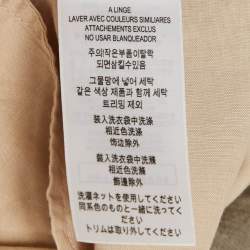 A LINGE
LAVER AVEC COULEURS SIMILIARES
ATTACHEMENTS EXCLUS
NO USAR BLANQUEADOR
주의!작은부품이탈착
되면삼킬수있음
그물망에 넣어 세탁
같은 색상 제품과 함께 세탁
트리밍 제외
装入洗衣袋中洗涤
相近色洗涤
饰边除外
裝入洗衣袋中洗滌
相近色洗滌
飾邊除外
洗濯ネットを使用してください
同系色のものと一緒に洗ってく
ださい
トリムは取り外してください